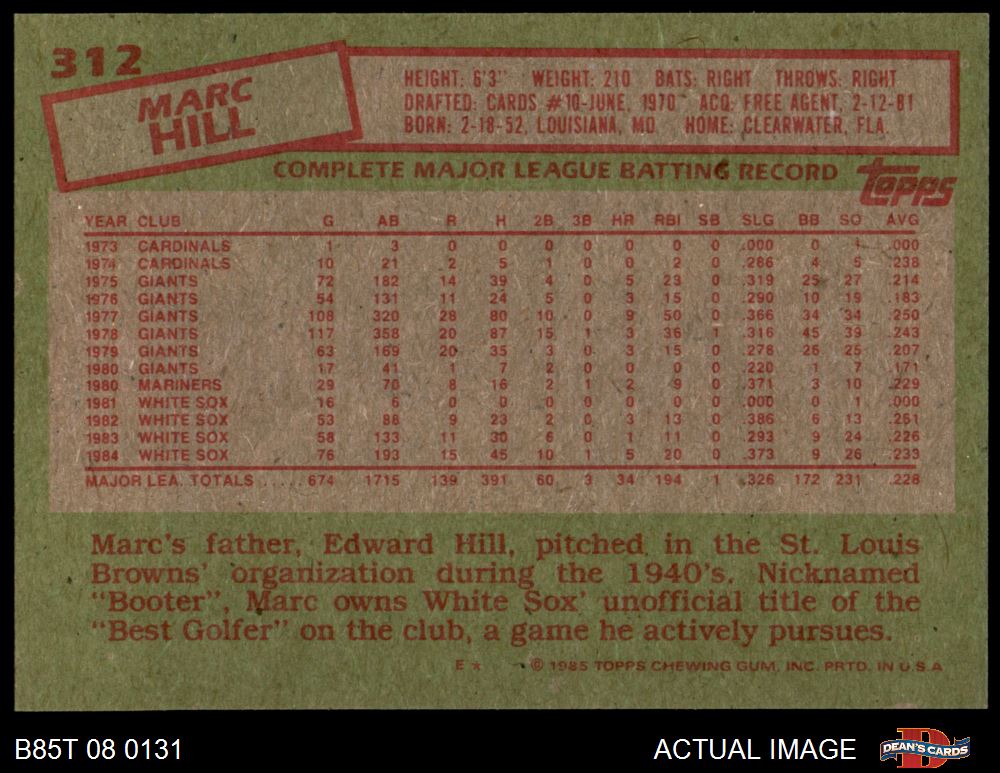 312
MARC
HILL
HEIGHT: 6'3" WEIGHT: 210 BATS: RIGHT THROWS: RIGHT
DRAFTED: CARDS #10-JUNE, 1970 ACQ: FREE AGENT, 2-12-81
BORN: 2-18-52, LOUISIANA, MO. HOME: CLEARWATER, FLA.
COMPLETE MAJOR LEAGUE BATTING RECORD
Topps
YEAR CLUB G AB R H 2B 3B HR RBI SB SLG BB SO AVG
1973 CARDINALS 1 3 0 0 0 0 0 0 0 .000 0 1 .000
1974 CARDINALS 10 21 2 5 1 0 0 2 0 .286 4 5 .238
1975 GIANTS 72 182 14 39 4 0 5 23 0 .319 25 27 .214
1976 GIANTS 54 131 11 24 5 0 3 15 0 .290 10 19 .183
1977 GIANTS 108 320 28 80 10 0 9 50 0 .366 34 34 .250
1978 GIANTS 117 358 20 87 15 1 3 36 1 .316 45 39 .243
1979 GIANTS 63 169 20 35 3 0 3 15 0 .278 26 25 .207
1980 GIANTS 17 41 1 7 2 0 0 0 0 .220 1 7 .171
1980 MARINERS 29 70 8 16 2 1 2 9 0 .371 3 10 .229
1981 WHITE SOX 16 6 0 0 0 0 0 0 0 .000 0 1 .000
1982 WHITE SOX 53 88 9 23 2 0 3 13 0 .386 6 13 .261
1983 WHITE SOX 58 133 11 30 6 0 1 11 0 .293 9 24 .226
1984 WHITE SOX 76 193 15 45 10 1 5 20 0 .373 9 26 .233
MAJOR LEA. TOTALS ..... 674 1715 139 391 60 3 34 194 1 .326 172 231 .228
Marc's father, Edward Hill, pitched in the St. Louis
Browns' organization during the 1940's. Nicknamed
"Booter", Marc owns White Sox' unofficial title of the
"Best Golfer" on the club, a game he actively pursues.
E* © 1985 TOPPS CHEWING GUM, INC. PRTD. IN U.S.A
B85T 08 0131 ACTUAL IMAGE
DEAN'S CARDS